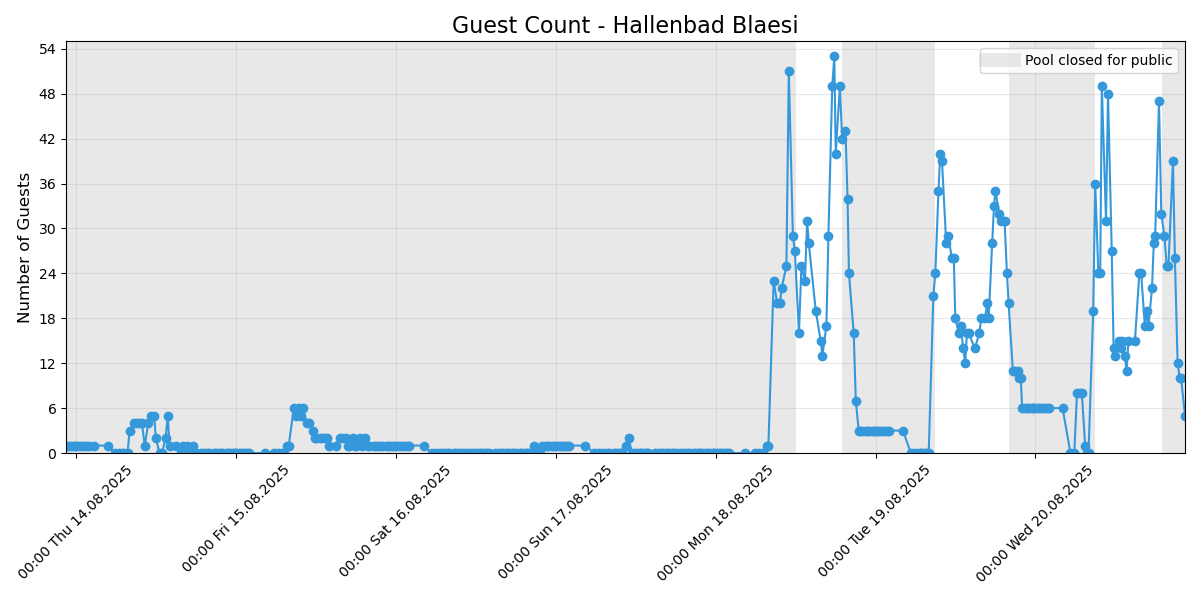 Guest Count - Hallenbad Blaesi
Pool closed for public
Number of Guests
54
48
42
36
30
24
18
12
6
0
00:00 Thu 14.08.2025
00:00 Fri 15.08.2025
00:00 Sat 16.08.2025
00:00 Sun 17.08.2025
00:00 Mon 18.08.2025
00:00 Tue 19.08.2025
00:00 Wed 20.08.2025